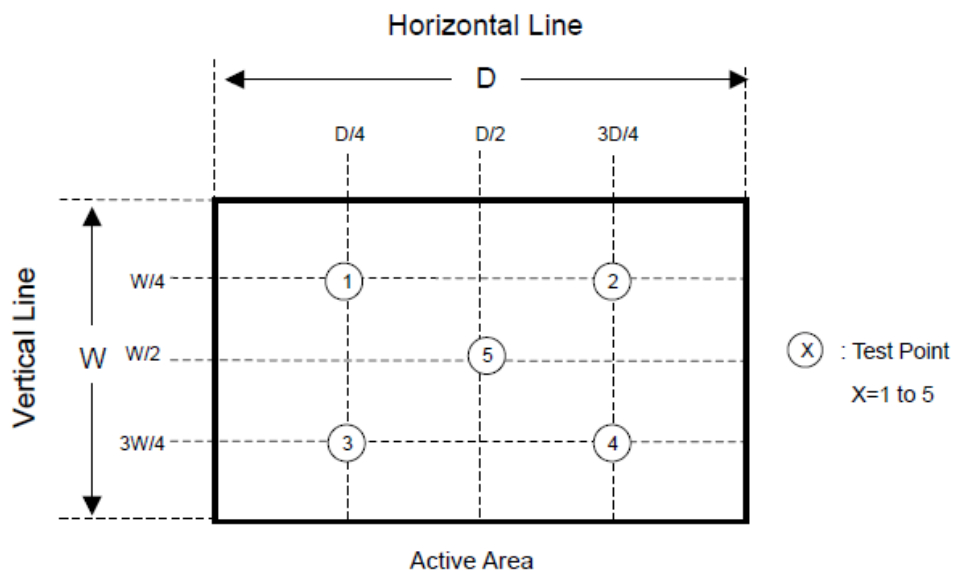 Horizontal Line
D
D/4
D/2
3D/4
Vertical Line
W
W/4
1
2
W/2
5
X : Test Point
X=1 to 5
3W/4
3
4
Active Area